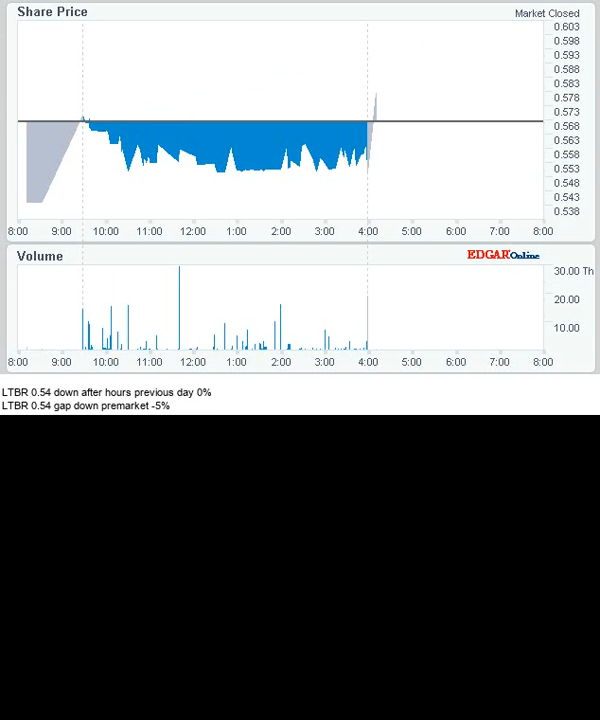 Share Price
Market Closed
0.603
0.598
0.593
0.588
0.583
0.578
0.573
0.568
0.563
0.558
0.553
0.548
0.543
0.538
8:00 9:00 10:00 11:00 12:00 1:00 2:00 3:00 4:00 5:00 6:00 7:00 8:00
Volume
EDGAR Online
30.00 Th
20.00
10.00
8:00 9:00 10:00 11:00 12:00 1:00 2:00 3:00 4:00 5:00 6:00 7:00 8:00
LTBR 0.54 down after hours previous day 0%
LTBR 0.54 gap down premarket -5%